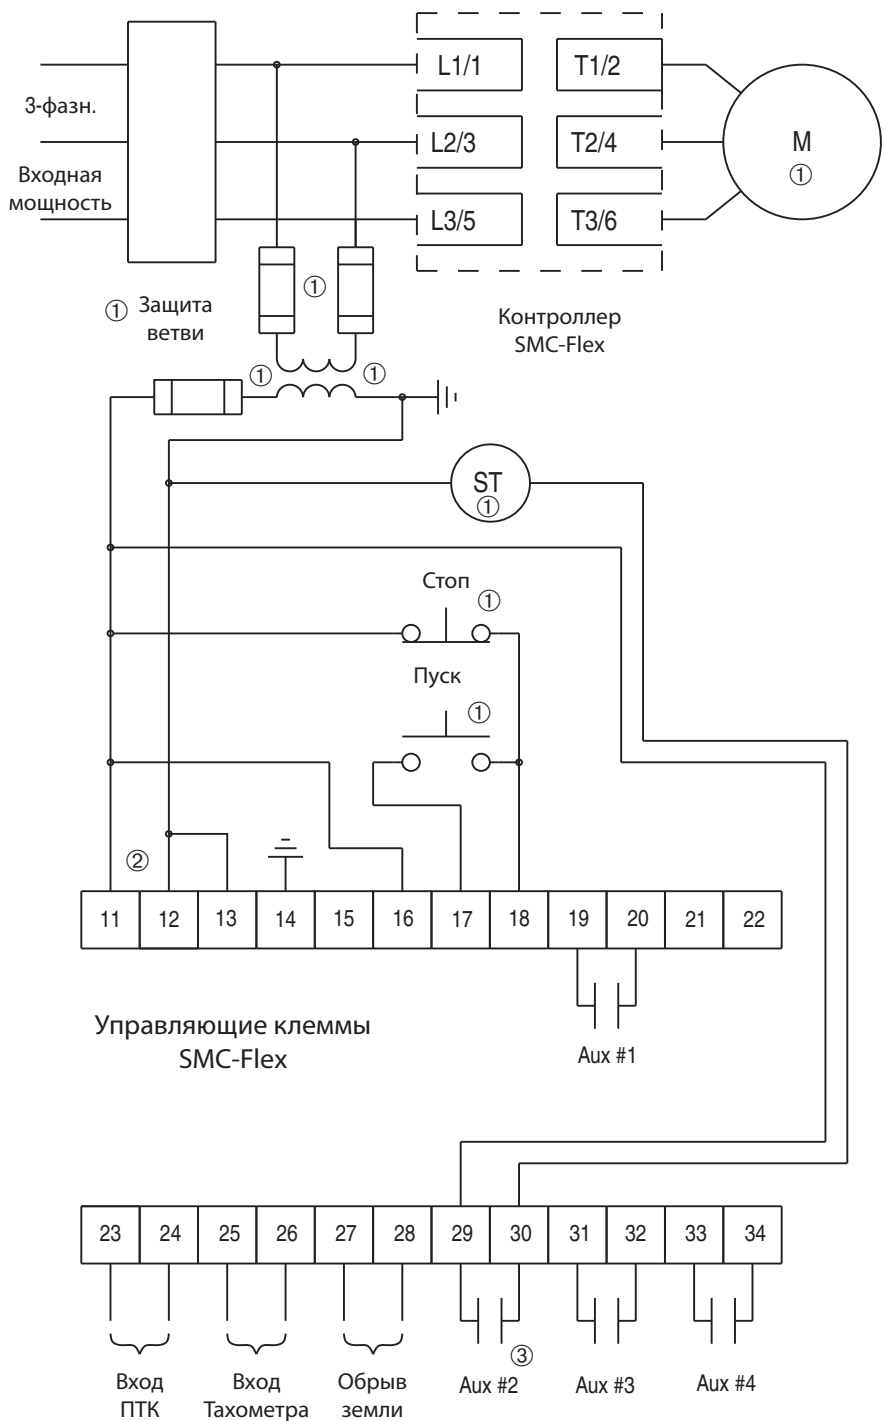 3-фазн.
Входная
мощность
L1/1
T1/2
L2/3
T2/4
L3/5
T3/6
M
①
① Защита
ветви
①
Контроллер
SMC-Flex
①
①
ST
①
Стоп
①
Пуск
①
②
11 12 13 14 15 16 17 18 19 20 21 22
Управляющие клеммы
SMC-Flex
Aux #1
23 24 25 26 27 28 29 30 31 32 33 34
③
Вход
ПТК
Вход
Тахометра
Обрыв
земли
Aux #2
Aux #3
Aux #4